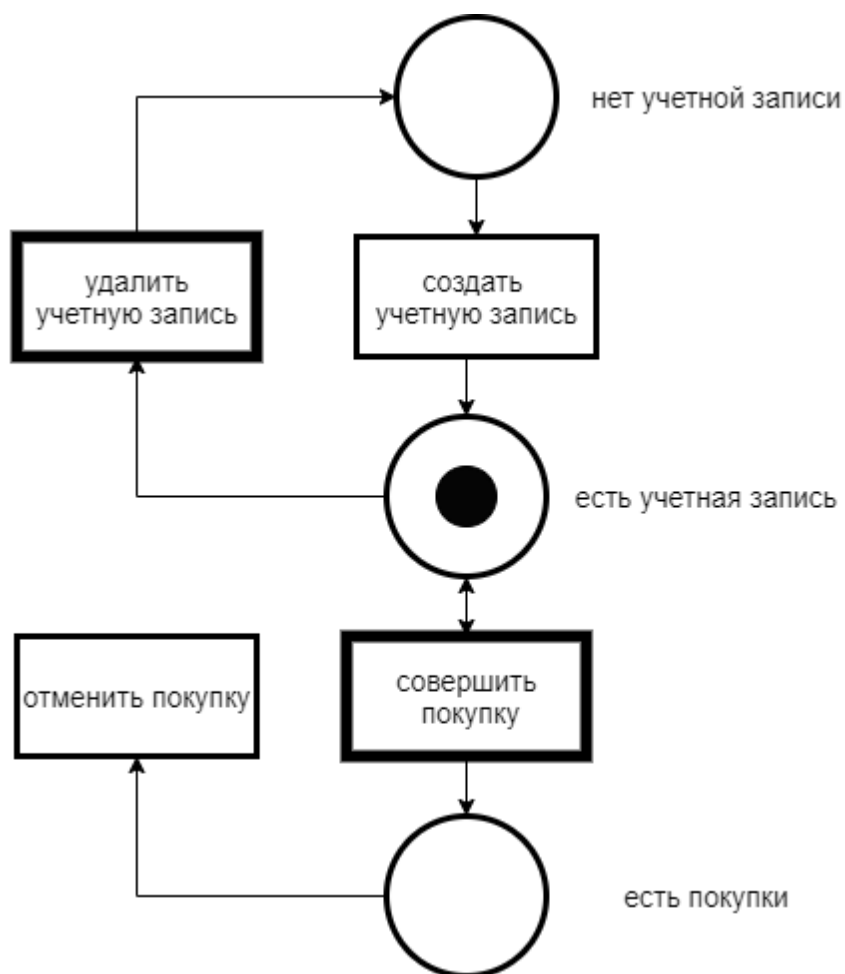 нет учетной записи
удалить
учетную запись
создать
учетную запись
есть учетная запись
отменить покупку
совершить
покупку
есть покупки